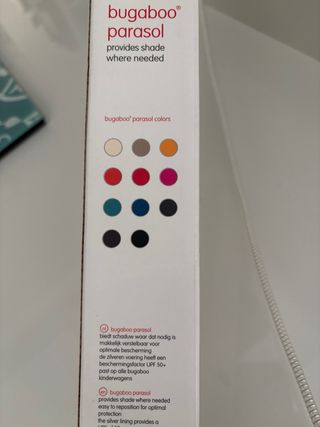 bugaboo®
parasol
provides shade
where needed
bugaboo® parasol colors
nl bugaboo parasol
biedt schaduw daar dat nodig is
makkelijk verstelbaar voor
optimale bescherming
de zilveren voering heeft een
beschermingsfactor UPF 50+
past op alle bugaboo
kinderwagens
en bugaboo parasol
provides shade where needed
easy to reposition for optimal
protection
the silver lining provides a